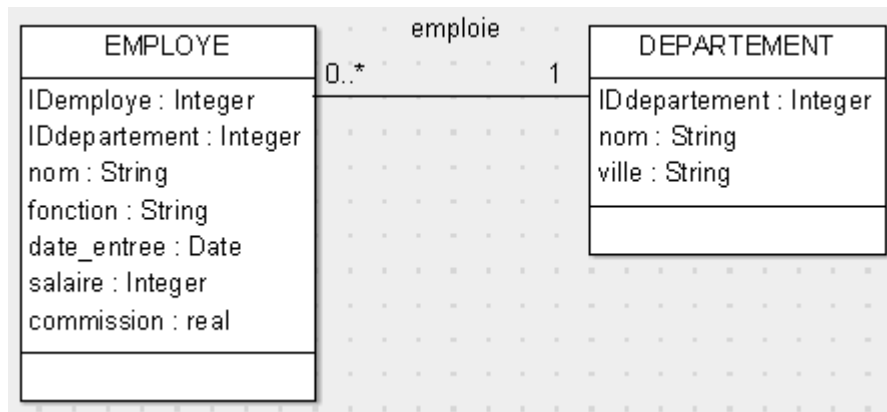 EMPLOYE
IDemploye : Integer
IDdepartement : Integer
nom : String
fonction : String
date_entree : Date
salaire : Integer
commission : real
emploie
0..*
1
DEPARTEMENT
IDdepartement : Integer
nom : String
ville : String